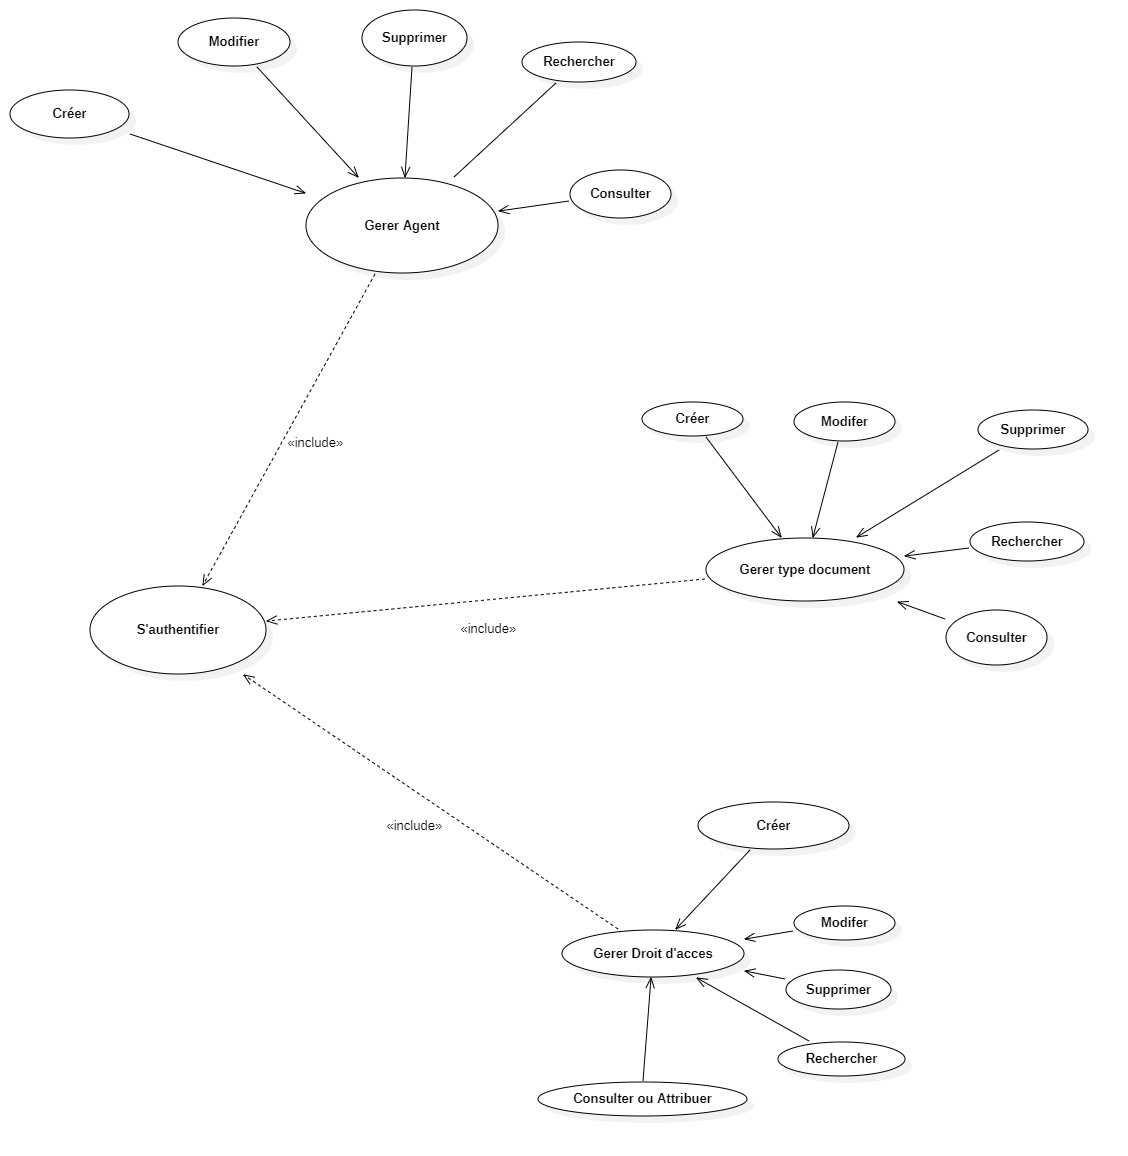 Supprimer
Modifier
Rechercher
Créer
Consulter
Gerer Agent
«include»
Créer
Modifer
Supprimer
Rechercher
Gerer type document
S'authentifier
«include»
Consulter
«include»
Créer
Modifer
Gerer Droit d'acces
Supprimer
Rechercher
Consulter ou Attribuer